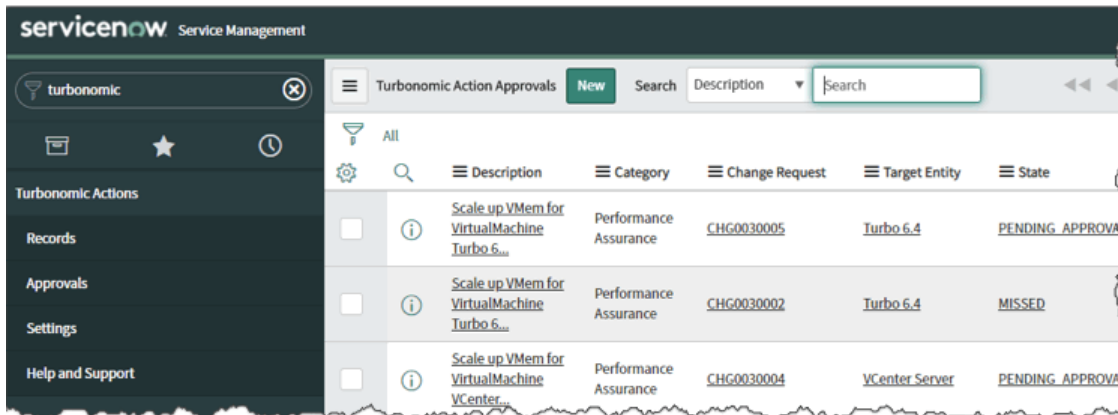 servicenow Service Management
turbonomic
Turbonomic Actions
Records
Approvals
Settings
Help and Support
Turbonomic Action Approvals New Search Description Search
All
Description Category Change Request Target Entity State
Scale up VMem for
VirtualMachine
Turbo 6...
Performance
Assurance
CHG0030005
Turbo 6.4
PENDING_APPROVA
Scale up VMem for
VirtualMachine
Turbo 6...
Performance
Assurance
CHG0030002
Turbo 6.4
MISSED
Scale up VMem for
VirtualMachine
VCenter...
Performance
Assurance
CHG0030004
VCenter Server
PENDING_APPROVA